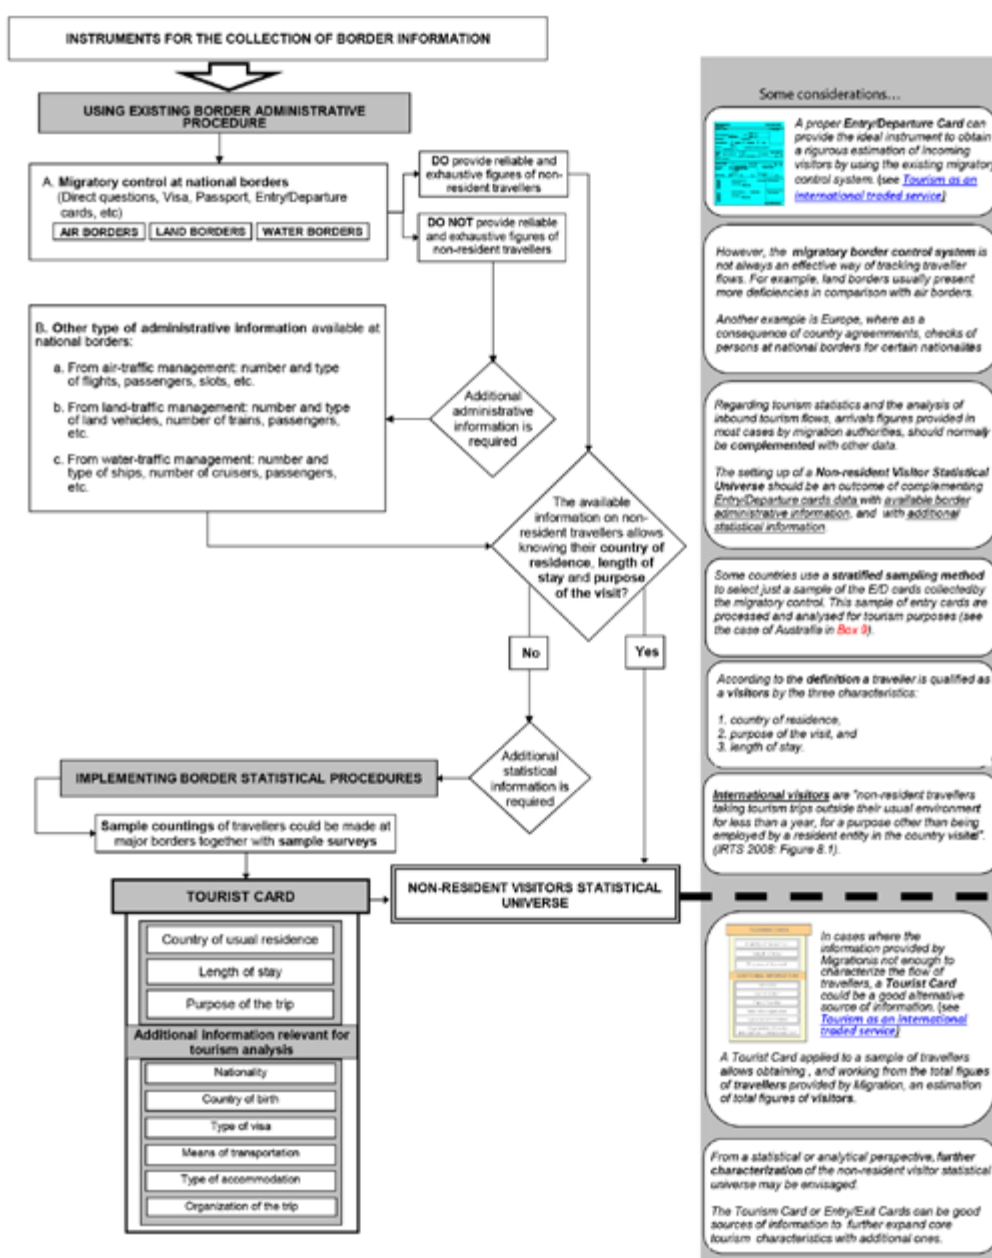 INSTRUMENTS FOR THE COLLECTION OF BORDER INFORMATION
USING EXISTING BORDER ADMINISTRATIVE
PROCEDURE
A. Migratory control at national borders
(Direct questions, Visa, Passport, Entry/Departure
cards, etc)
AIR BORDERS
LAND BORDERS
WATER BORDERS
DO provide reliable and
exhaustive figures of non-
resident travellers
DO NOT provide reliable
and exhaustive figures of
non-resident travellers
B. Other type of administrative information available at
national borders:
a. From air-traffic management: number and type
of flights, passengers, slots, etc.
b. From land-traffic management: number and type
of land vehicles, number of trains, passengers,
etc.
c. From water-traffic management: number and
type of ships, number of cruisers, passengers,
etc.
Additional
administrative
information is
required
The available
information on non-
resident travellers allows
knowing their country of
residence, length of
stay and purpose
of the visit?
No
Yes
Additional
statistical
information is
required
IMPLEMENTING BORDER STATISTICAL PROCEDURES
Sample countings of travellers could be made at
major borders together with sample surveys
TOURIST CARD
Country of usual residence
Length of stay
Purpose of the trip
Additional information relevant for
tourism analysis
Nationality
Country of birth
Type of visa
Means of transportation
Type of accommodation
Organization of the trip
NON-RESIDENT VISITORS STATISTICAL
UNIVERSE
Some considerations…
A proper Entry/Departure Card can
provide the ideal instrument to obtain
a rigurous estimation of incoming
visitors by using the existing migratory
control system. (see Tourism as an
international traded service)
However, the migratory border control system is
not always an effective way of tracking traveller
flows. For example, land borders usually present
more deficiencies in comparison with air borders.
Another example is Europe, where as a
consequence of country agreemments, checks of
persons at national borders for certain nationalites
Regarding tourism statistics and the analysis of
inbound tourism flows, arrivals figures provided in
most cases by migration authorities, should normally
be complemented with other data.
The setting up of a Non-resident Visitor Statistical
Universe should be an outcome of complementing
Entry/Departure cards data with available border
administrative information, and with additional
statistical information.
Some countries use a stratified sampling method
to select just a sample of the E/D cards collectedby
the migratory control. This sample of entry cards are
processed and analysed for tourism purposes (see
the case of Australia in Box 9).
According to the definition a traveller is qualified as
a visitors by the three characteristics:
1. country of residence,
2. purpose of the visit, and
3. length of stay.
International visitors are "non-resident travellers
taking tourism trips outside their usual environment
for less than a year, for a purpose other than being
employed by a resident entity in the country visited".
(IRTS 2008: Figure 8.1).
In cases where the
information provided by
Migrationis not enough to
characterize the flow of
travellers, a Tourist Card
could be a good alternative
source of information. (see
Tourism as an international
traded service)
A Tourist Card applied to a sample of travellers
allows obtaining , and working from the total figues
of travellers provided by Migration, an estimation
of total figures of visitors.
From a statistical or analytical perspective, further
characterization of the non-resident visitor statistical
universe may be envisaged.
The Tourism Card or Entry/Exit Cards can be good
sources of information to further expand core
tourism characteristics with additional ones.